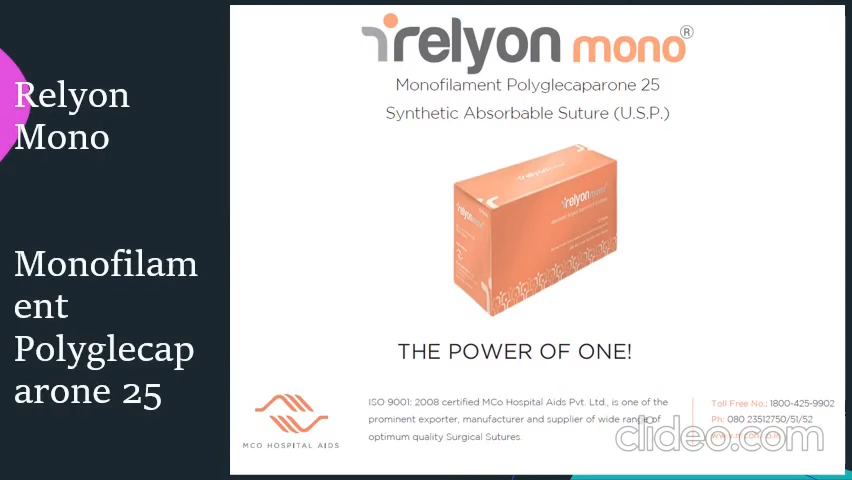 Relyon
Mono
Monofilam
ent
Polyglecap
arone 25
relyon mono®
Monofilament Polyglecaparone 25
Synthetic Absorbable Suture (U.S.P.)
relyonmono
THE POWER OF ONE!
MCO HOSPITAL AIDS
ISO 9001: 2008 certified MCo Hospital Aids Pvt. Ltd., is one of the
prominent exporter, manufacturer and supplier of wide range of
optimum quality Surgical Sutures.
Toll Free No.: 1800-425-9902
Ph: 080 23512750/51/52
clideo.com